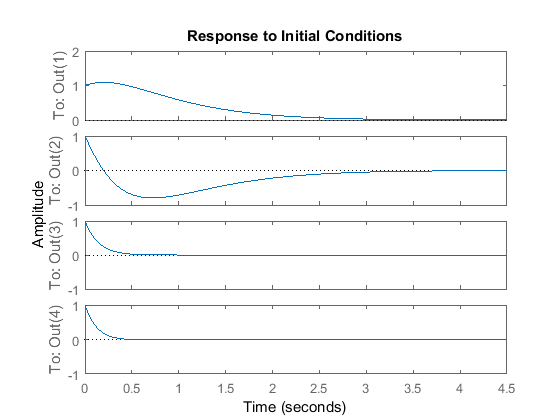 Response to Initial Conditions
Amplitude
To: Out(1)
2
1
0
To: Out(2)
1
0
-1
To: Out(3)
1
0
-1
To: Out(4)
1
0
-1
0 0.5 1 1.5 2 2.5 3 3.5 4 4.5
Time (seconds)